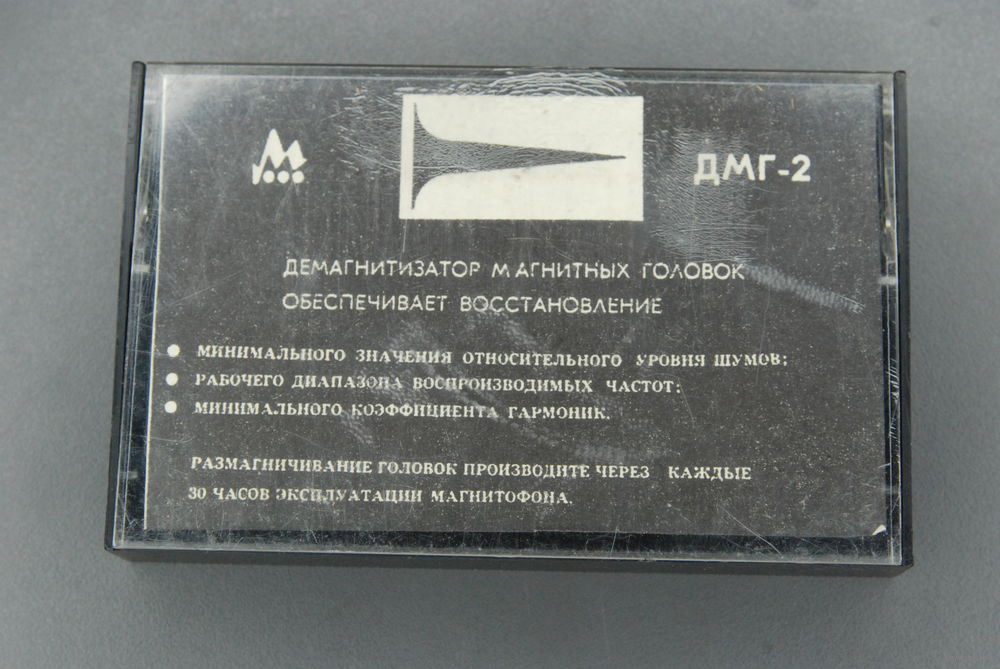 ДМГ-2
ДЕМАГНИТИЗАТОР МАГНИТНЫХ ГОЛОВОК
ОБЕСПЕЧИВАЕТ ВОССТАНОВЛЕНИЕ
● МИНИМАЛЬНОГО ЗНАЧЕНИЯ ОТНОСИТЕЛЬНОГО УРОВНЯ ШУМОВ;
● РАБОЧЕГО ДИАПАЗОНА ВОСПРОИЗВОДИМЫХ ЧАСТОТ;
● МИНИМАЛЬНОГО КОЭФФИЦИЕНТА ГАРМОНИК.
РАЗМАГНИЧИВАНИЕ ГОЛОВОК ПРОИЗВОДИТЕ ЧЕРЕЗ КАЖДЫЕ
30 ЧАСОВ ЭКСПЛУАТАЦИИ МАГНИТОФОНА.